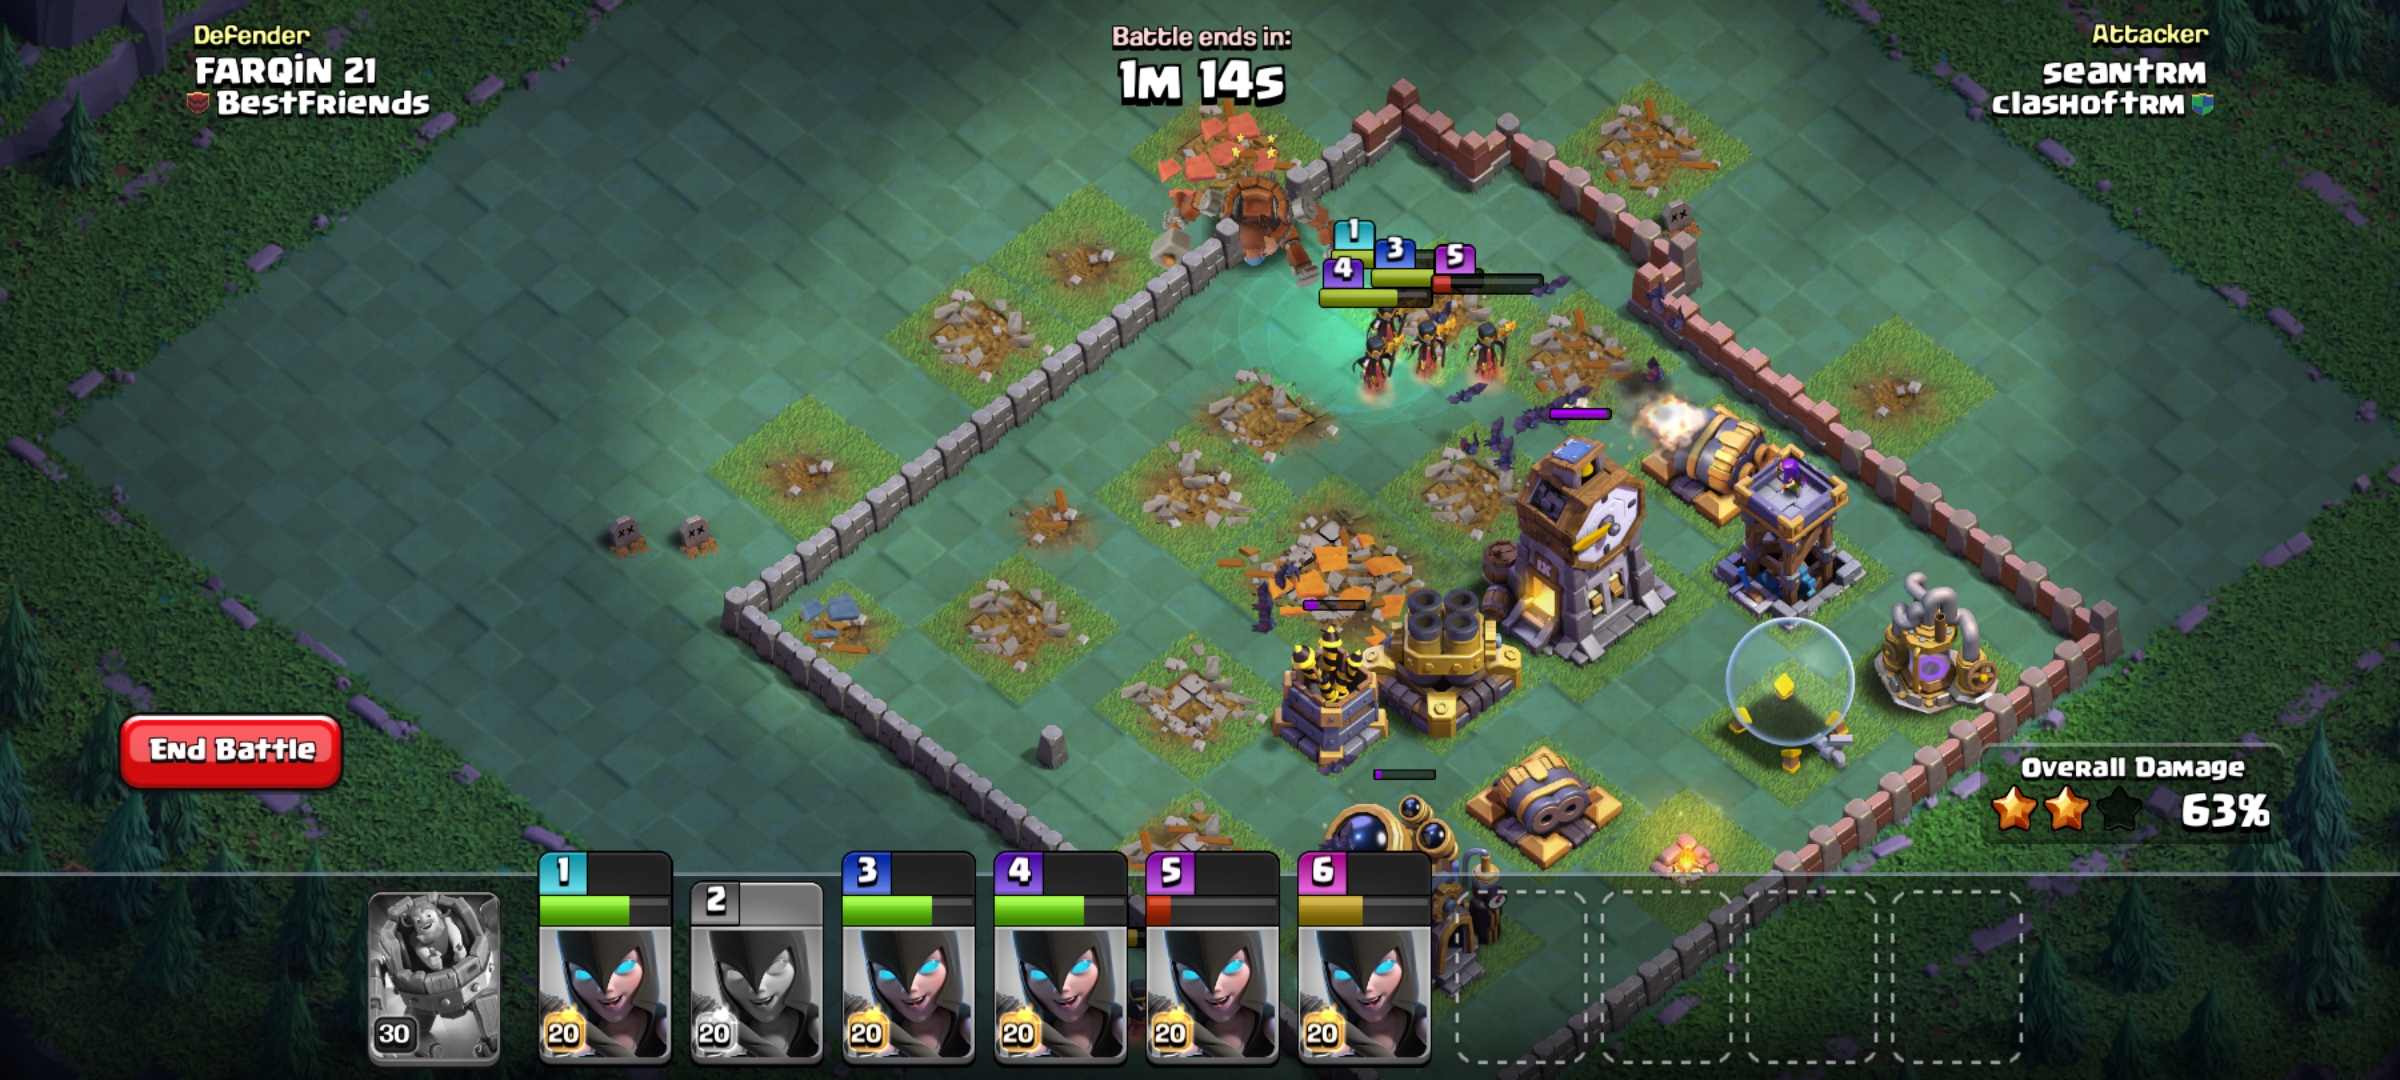 Defender
FARQiN 21
BestFriends
Battle ends in:
1M 14s
Attacker
seantRM
clashoftRM
1
3
5
4
End Battle
Overall Damage
63%
1
2
3
4
5
6
30
20
20
20
20
20
20